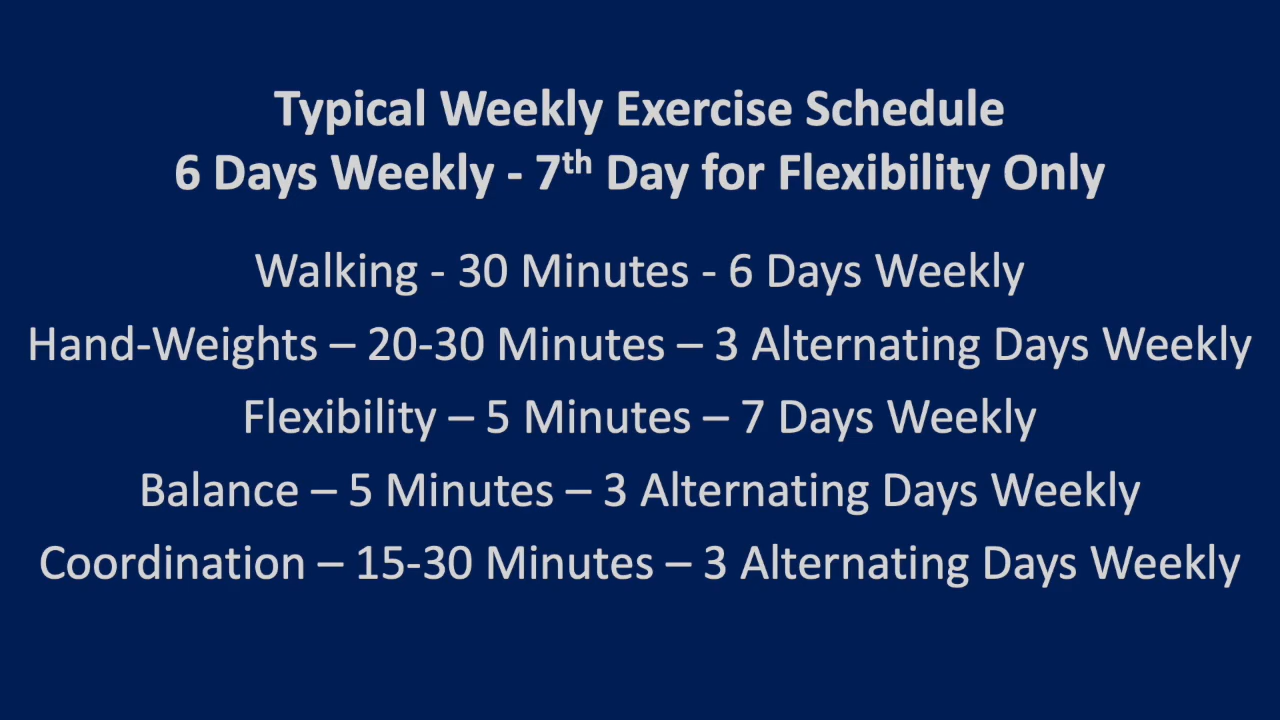 Typical Weekly Exercise Schedule
6 Days Weekly - 7th Day for Flexibility Only
Walking - 30 Minutes - 6 Days Weekly
Hand-Weights – 20-30 Minutes – 3 Alternating Days Weekly
Flexibility – 5 Minutes – 7 Days Weekly
Balance – 5 Minutes – 3 Alternating Days Weekly
Coordination – 15-30 Minutes – 3 Alternating Days Weekly